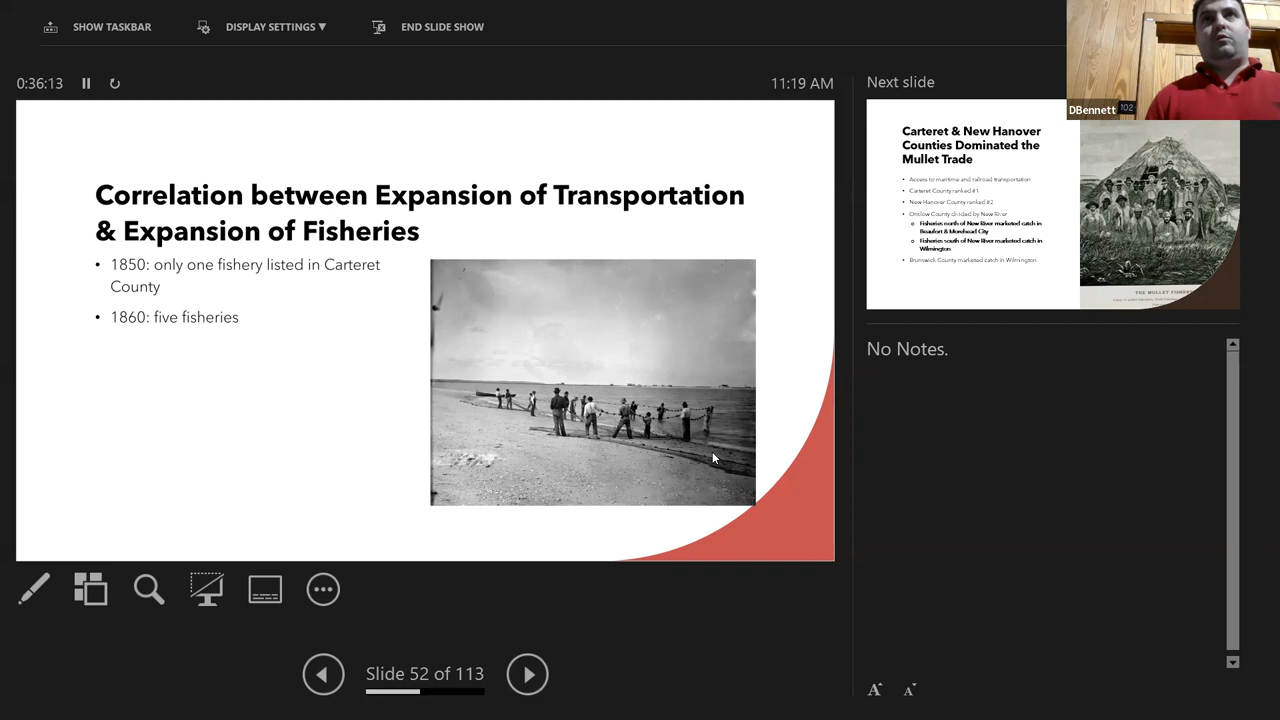 SHOW TASKBAR
DISPLAY SETTINGS ▼
END SLIDE SHOW
0:36:13
11:19 AM
Correlation between Expansion of Transportation
& Expansion of Fisheries
• 1850: only one fishery listed in Carteret
County
• 1860: five fisheries
Slide 52 of 113
Next slide
DBennett
102
Carteret & New Hanover
Counties Dominated the
Mullet Trade
• Access to maritime and railroad transportation
• Carteret County ranked #1
• New Hanover County ranked #2
• Onslow County divided by New River
o Fisheries north of New River marketed catch in
Beaufort & Morehead City
o Fisheries south of New River marketed catch in
Wilmington
• Brunswick County marketed catch in Wilmington
THE MULLET FISHERY
No Notes.
A A